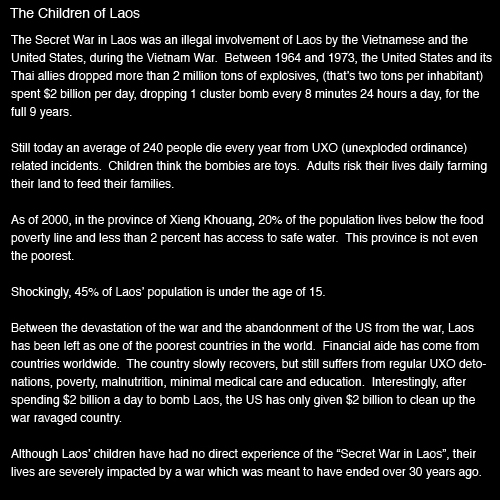 The Children of Laos
The Secret War in Laos was an illegal involvement of Laos by the Vietnamese and the
United States, during the Vietnam War.  Between 1964 and 1973, the United States and its
Thai allies dropped more than 2 million tons of explosives, (that's two tons per inhabitant)
spent $2 billion per day, dropping 1 cluster bomb every 8 minutes 24 hours a day, for the
full 9 years.
Still today an average of 240 people die every year from UXO (unexploded ordinance)
related incidents.  Children think the bombies are toys.  Adults risk their lives daily farming
their land to feed their families.
As of 2000, in the province of Xieng Khouang, 20% of the population lives below the food
poverty line and less than 2 percent has access to safe water.  This province is not even
the poorest.
Shockingly, 45% of Laos' population is under the age of 15.
Between the devastation of the war and the abandonment of the US from the war, Laos
has been left as one of the poorest countries in the world.  Financial aide has come from
countries worldwide.  The country slowly recovers, but still suffers from regular UXO deto-
nations, poverty, malnutrition, minimal medical care and education.  Interestingly, after
spending $2 billion a day to bomb Laos, the US has only given $2 billion to clean up the
war ravaged country.
Although Laos' children have had no direct experience of the “Secret War in Laos”, their
lives are severely impacted by a war which was meant to have ended over 30 years ago.